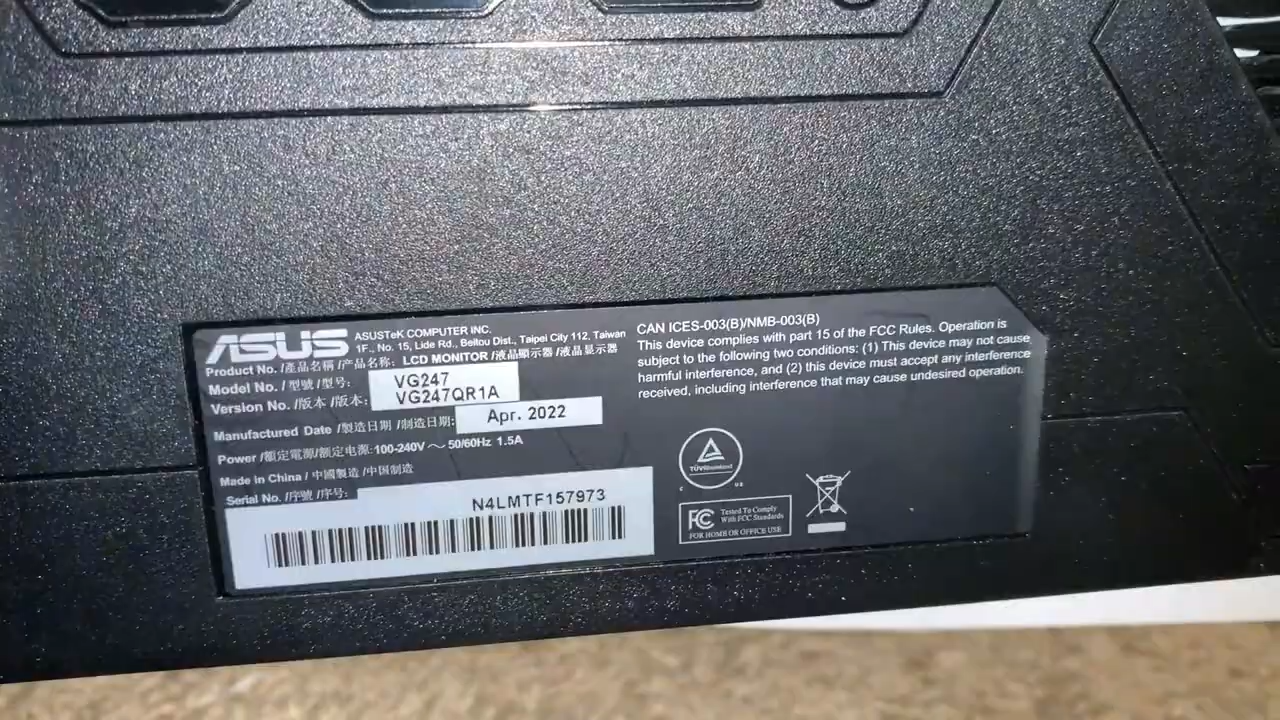 ASUS
ASUSTeK COMPUTER INC.
1F., No. 15, Lide Rd., Beitou Dist., Taipei City 112, Taiwan
Product No. /產品名稱 /产品名称: LCD MONITOR /液晶顯示器 /液晶显示器
Model No. /型號 /型号: VG247
Version No. /版本 /版本: VG247QR1A
Manufactured Date /製造日期 /制造日期: Apr. 2022
Power /額定電源/额定电源:100-240V ～ 50/60Hz 1.5A
Made in China / 中國製造 /中国制造
Serial No. /序號 /序号:
N4LMTF157973
CAN ICES-003(B)/NMB-003(B)
This device complies with part 15 of the FCC Rules. Operation is
subject to the following two conditions: (1) This device may not cause
harmful interference, and (2) this device must accept any interference
received, including interference that may cause undesired operation.
TÜVRheinland
C US
FC Tested To Comply
With FCC Standards
FOR HOME OR OFFICE USE